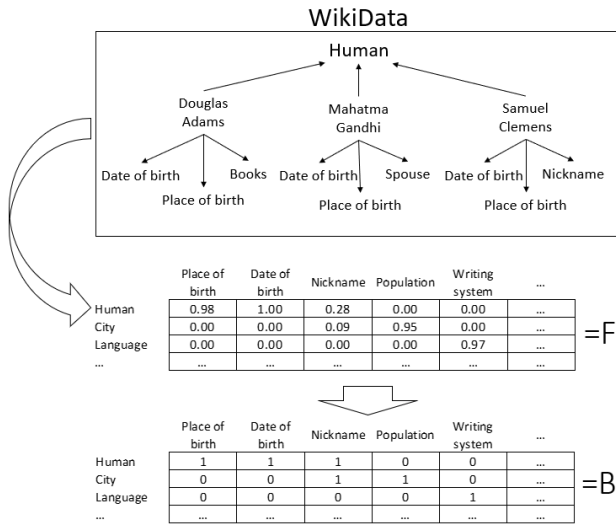 WikiData
Human
Douglas Adams
Mahatma Gandhi
Samuel Clemens
Date of birth
Place of birth
Books
Date of birth
Place of birth
Spouse
Date of birth
Place of birth
Nickname
Place of birth Date of birth Nickname Population Writing system ...
Human 0.98 1.00 0.28 0.00 0.00 ...
City 0.00 0.00 0.09 0.95 0.00 ...
Language 0.00 0.00 0.00 0.00 0.97 ...
... ... ... ... ... ... ...
=F
Place of birth Date of birth Nickname Population Writing system ...
Human 1 1 1 0 0 ...
City 0 0 1 1 0 ...
Language 0 0 0 0 1 ...
... ... ... ... ... ... ...
=B